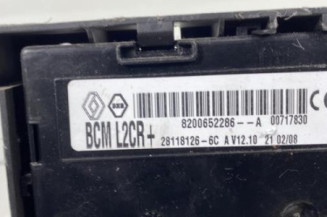 8200652286--A 00717830
BCM L2CR+ 28118126-6C A V12.10 21 02/08